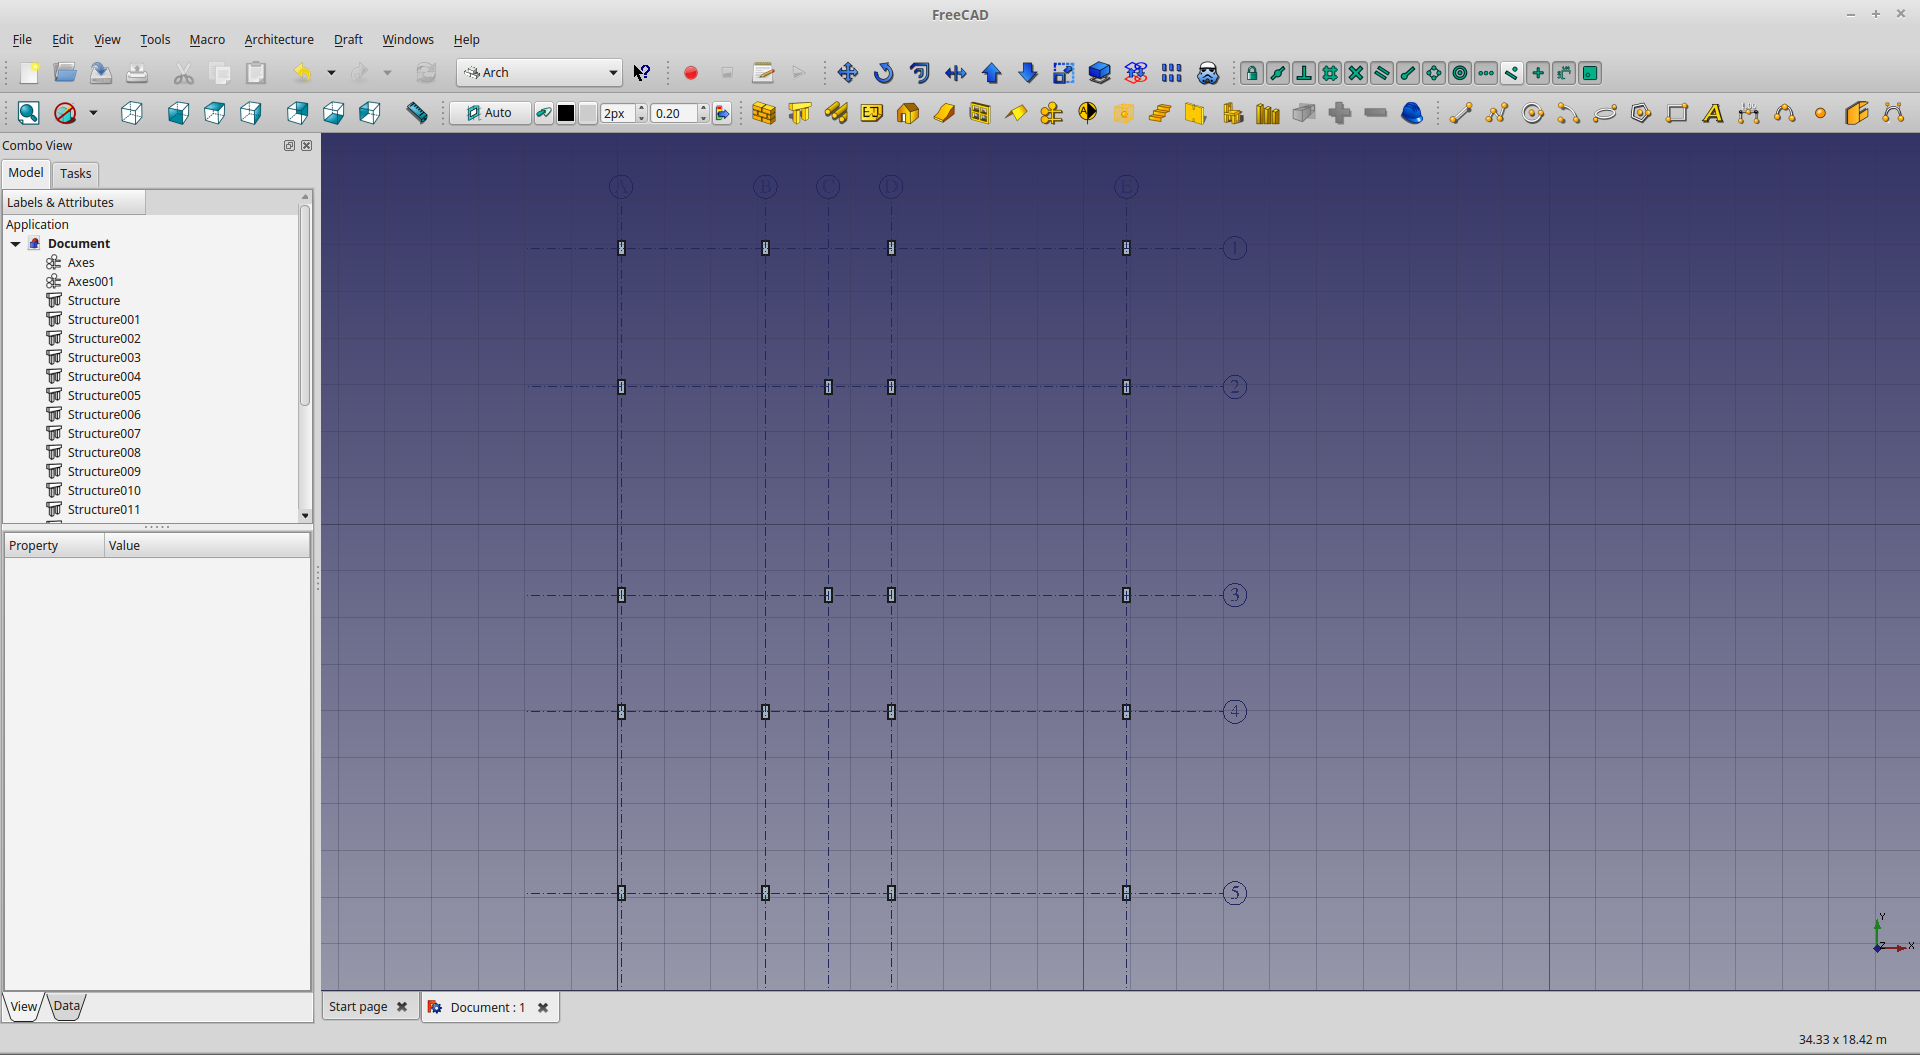 FreeCAD
File Edit View Tools Macro Architecture Draft Windows Help
Arch
Auto 2px 0.20
Combo View
Model Tasks
Labels & Attributes
Application
Document
Axes
Axes001
Structure
Structure001
Structure002
Structure003
Structure004
Structure005
Structure006
Structure007
Structure008
Structure009
Structure010
Structure011
Property Value
View Data
A B C D E
1
2
3
4
5
Y
Z X
Start page Document : 1
34.33 x 18.42 m